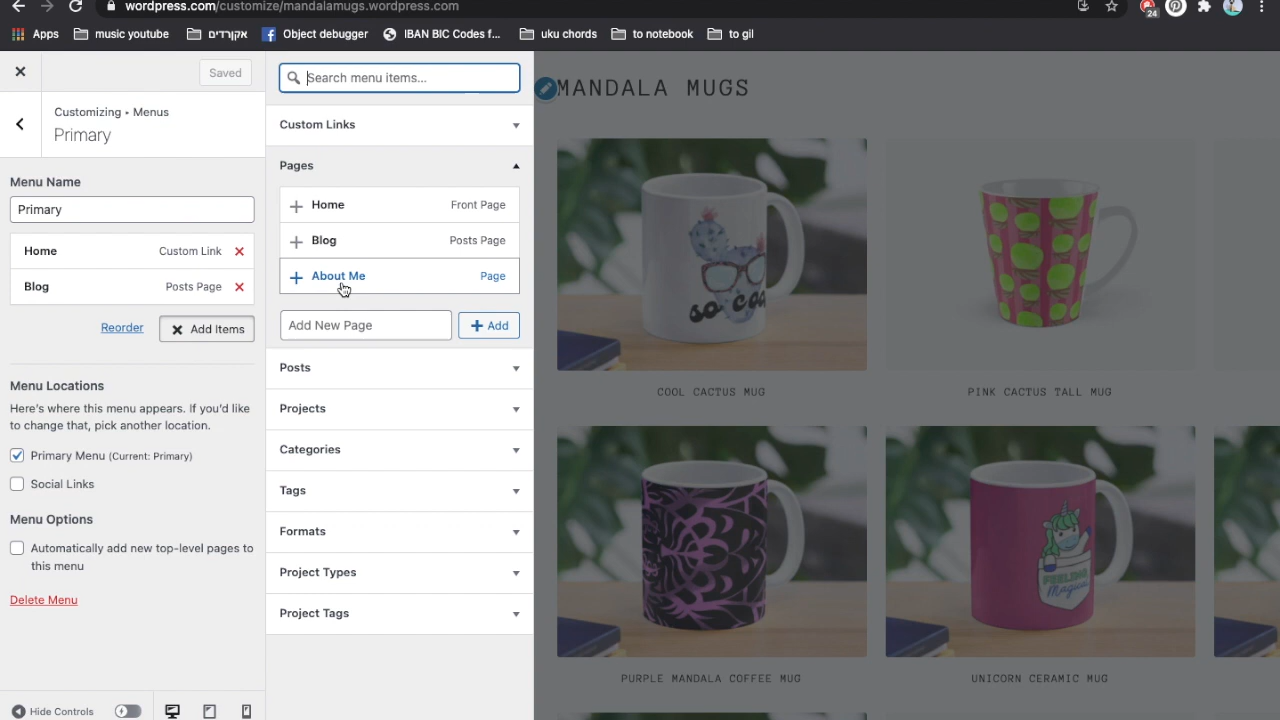 wordpress.com/customize/mandalamugs.wordpress.com
24
Apps
music youtube
אקורדים
Object debugger
IBAN BIC Codes f...
uku chords
to notebook
to gil
Saved
Customizing • Menus
Primary
Menu Name
Primary
Home Custom Link
Blog Posts Page
Reorder
Add Items
Menu Locations
Here's where this menu appears. If you'd like
to change that, pick another location.
Primary Menu (Current: Primary)
Social Links
Menu Options
Automatically add new top-level pages to
this menu
Delete Menu
Hide Controls
Search menu items...
Custom Links
Pages
Home Front Page
Blog Posts Page
About Me Page
Add New Page
Add
Posts
Projects
Categories
Tags
Formats
Project Types
Project Tags
MANDALA MUGS
so cool
COOL CACTUS MUG
PINK CACTUS TALL MUG
FEELING
Magical
PURPLE MANDALA COFFEE MUG
UNICORN CERAMIC MUG